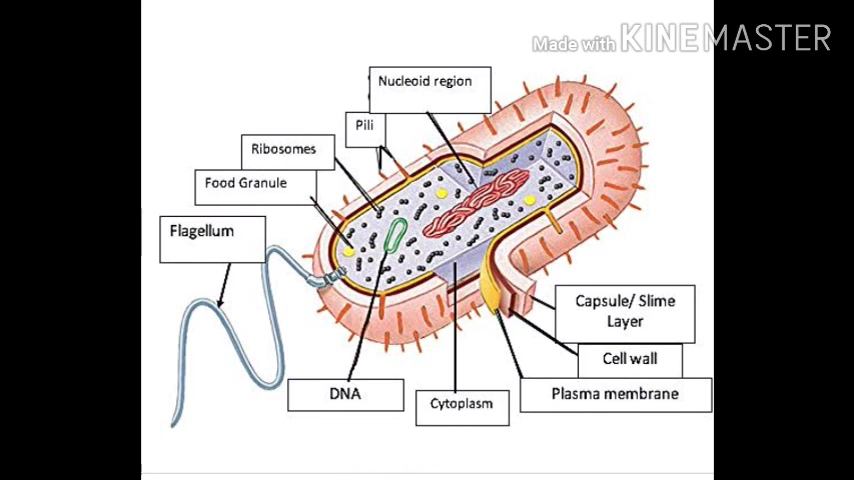 Made with KINEMASTER
Nucleoid region
Pili
Ribosomes
Food Granule
Flagellum
Capsule/ Slime
Layer
Cell wall
Plasma membrane
DNA
Cytoplasm